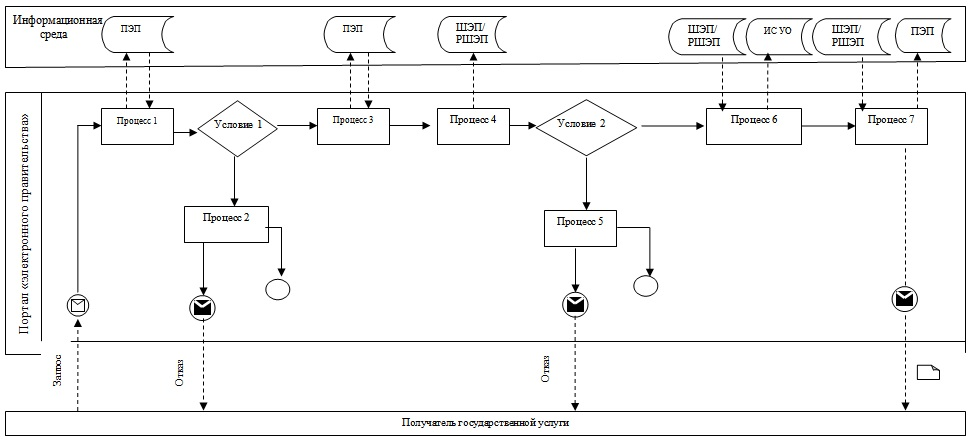 Информационная
среда
ПЭП
ПЭП
ШЭП/
РШЭП
ШЭП/
РШЭП
ИС УО
ШЭП/
РШЭП
ПЭП
Портал «электронного правительства»
Процесс 1
Условие 1
Процесс 3
Процесс 4
Условие 2
Процесс 6
Процесс 7
Процесс 2
Процесс 5
Запрос
Отказ
Отказ
Получатель государственной услуги